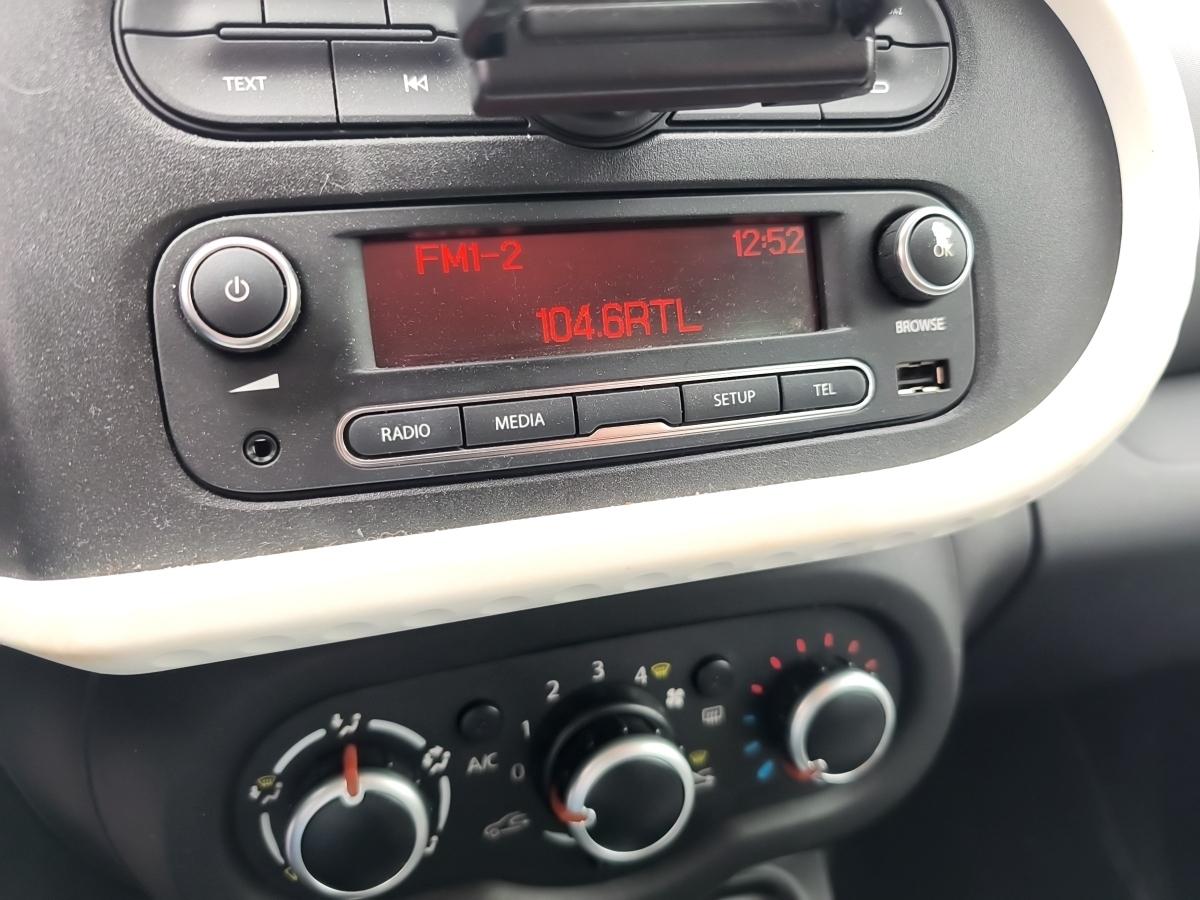 TEXT
FM1-2 12:52
104.6RTL
OK
BROWSE
RADIO MEDIA SETUP TEL
0 1 2 3 4
A/C